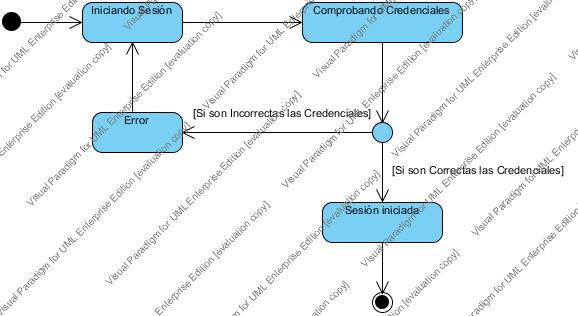 Iniciando Sesión
Comprobando Credenciales
[Si son Incorrectas las Credenciales]
Error
[Si son Correctas las Credenciales]
Sesión iniciada
Visual Paradigm for UML Enterprise Edition [evaluation copy]